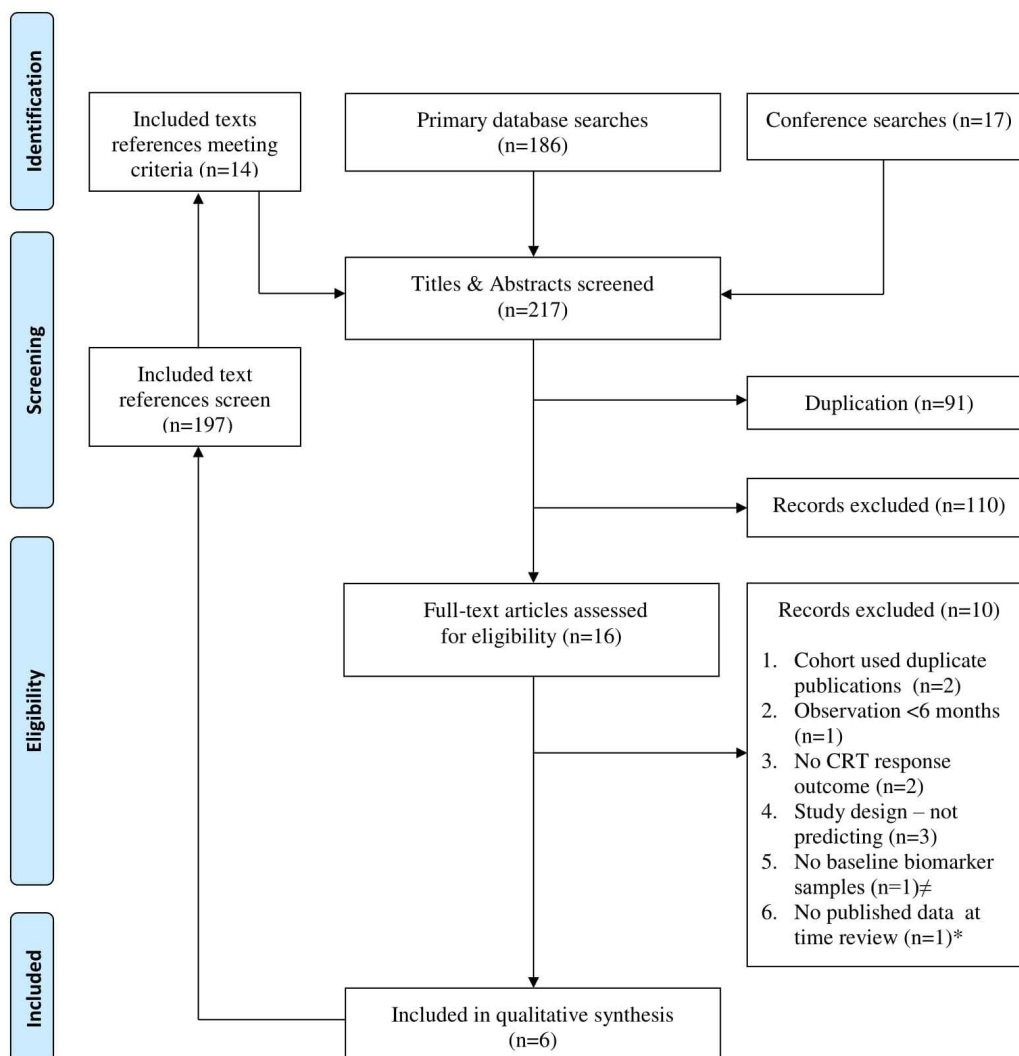 Identification
Included texts
references meeting
criteria (n=14)
Primary database searches
(n=186)
Conference searches (n=17)
Titles & Abstracts screened
(n=217)
Screening
Included text
references screen
(n=197)
Duplication (n=91)
Records excluded (n=110)
Eligibility
Full-text articles assessed
for eligibility (n=16)
Records excluded (n=10)
1. Cohort used duplicate
publications (n=2)
2. Observation <6 months
(n=1)
3. No CRT response
outcome (n=2)
4. Study design – not
predicting (n=3)
5. No baseline biomarker
samples (n=1)≠
6. No published data at
time review (n=1)*
Included
Included in qualitative synthesis
(n=6)